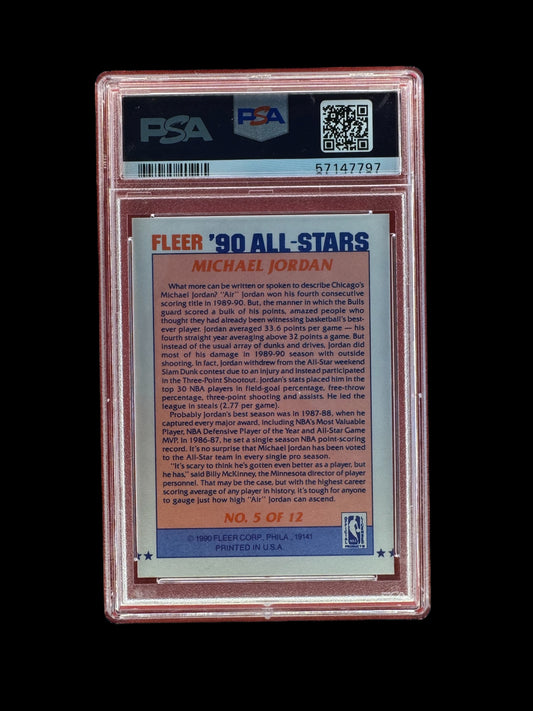 PSA PSA
57147797
FLEER '90 ALL-STARS
MICHAEL JORDAN
What more can be written or spoken to describe Chicago's
Michael Jordan? "Air" Jordan won his fourth consecutive
scoring title in 1989-90. But, the manner in which the Bulls
guard scored a bulk of his points, amazed people who
thought they had already been witnessing basketball's best-
ever player. Jordan averaged 33.6 points per game — his
fourth straight year averaging above 32 points a game. But
instead of the usual array of dunks and drives, Jordan did
most of his damage in 1989-90 season with outside
shooting. In fact, Jordan withdrew from the All-Star weekend
Slam Dunk contest due to an injury and instead participated
in the Three-Point Shootout. Jordan's stats placed him in the
top 30 NBA players in field-goal percentage, free-throw
percentage, three-point shooting and assists. He led the
league in steals (2.77 per game).
Probably Jordan's best season was in 1987-88, when he
captured every major award, including NBA's Most Valuable
Player, NBA Defensive Player of the Year and All-Star Game
MVP. In 1986-87, he set a single season NBA point-scoring
record. It's no surprise that Michael Jordan has been voted
to the All-Star team in every single pro season.
"It's scary to think he's gotten even better as a player, but
he has," said Billy McKinney, the Minnesota director of player
personnel. That may be the case, but with the highest career
scoring average of any player in history, it's tough for anyone
to gauge just how high "Air" Jordan can ascend.
NO. 5 OF 12
© 1990 FLEER CORP., PHILA., 19141
PRINTED IN U.S.A.
PSA